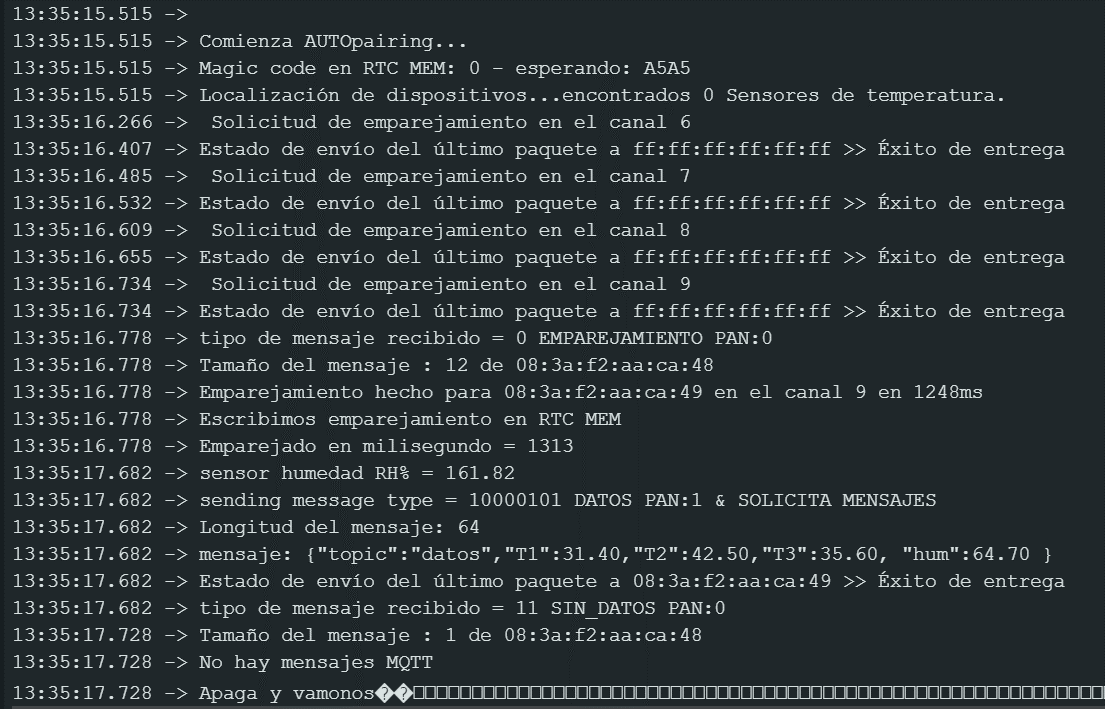 13:35:15.515 ->
13:35:15.515 -> Comienza AUTOpairing...
13:35:15.515 -> Magic code en RTC MEM: 0 – esperando: A5A5
13:35:15.515 -> Localización de dispositivos...encontrados 0 Sensores de temperatura.
13:35:16.266 ->  Solicitud de emparejamiento en el canal 6
13:35:16.407 -> Estado de envío del último paquete a ff:ff:ff:ff:ff:ff >> Éxito de entrega
13:35:16.485 ->  Solicitud de emparejamiento en el canal 7
13:35:16.532 -> Estado de envío del último paquete a ff:ff:ff:ff:ff:ff >> Éxito de entrega
13:35:16.609 ->  Solicitud de emparejamiento en el canal 8
13:35:16.655 -> Estado de envío del último paquete a ff:ff:ff:ff:ff:ff >> Éxito de entrega
13:35:16.734 ->  Solicitud de emparejamiento en el canal 9
13:35:16.734 -> Estado de envío del último paquete a ff:ff:ff:ff:ff:ff >> Éxito de entrega
13:35:16.778 -> tipo de mensaje recibido = 0 EMPAREJAMIENTO PAN:0
13:35:16.778 -> Tamaño del mensaje : 12 de 08:3a:f2:aa:ca:48
13:35:16.778 -> Emparejamiento hecho para 08:3a:f2:aa:ca:49 en el canal 9 en 1248ms
13:35:16.778 -> Escribimos emparejamiento en RTC MEM
13:35:16.778 -> Emparejado en milisegundo = 1313
13:35:17.682 -> sensor humedad RH% = 161.82
13:35:17.682 -> sending message type = 10000101 DATOS PAN:1 & SOLICITA MENSAJES
13:35:17.682 -> Longitud del mensaje: 64
13:35:17.682 -> mensaje: {"topic":"datos","T1":31.40,"T2":42.50,"T3":35.60, "hum":64.70 }
13:35:17.682 -> Estado de envío del último paquete a 08:3a:f2:aa:ca:49 >> Éxito de entrega
13:35:17.682 -> tipo de mensaje recibido = 11 SIN_DATOS PAN:0
13:35:17.728 -> Tamaño del mensaje : 1 de 08:3a:f2:aa:ca:48
13:35:17.728 -> No hay mensajes MQTT
13:35:17.728 -> Apaga y vamonos��